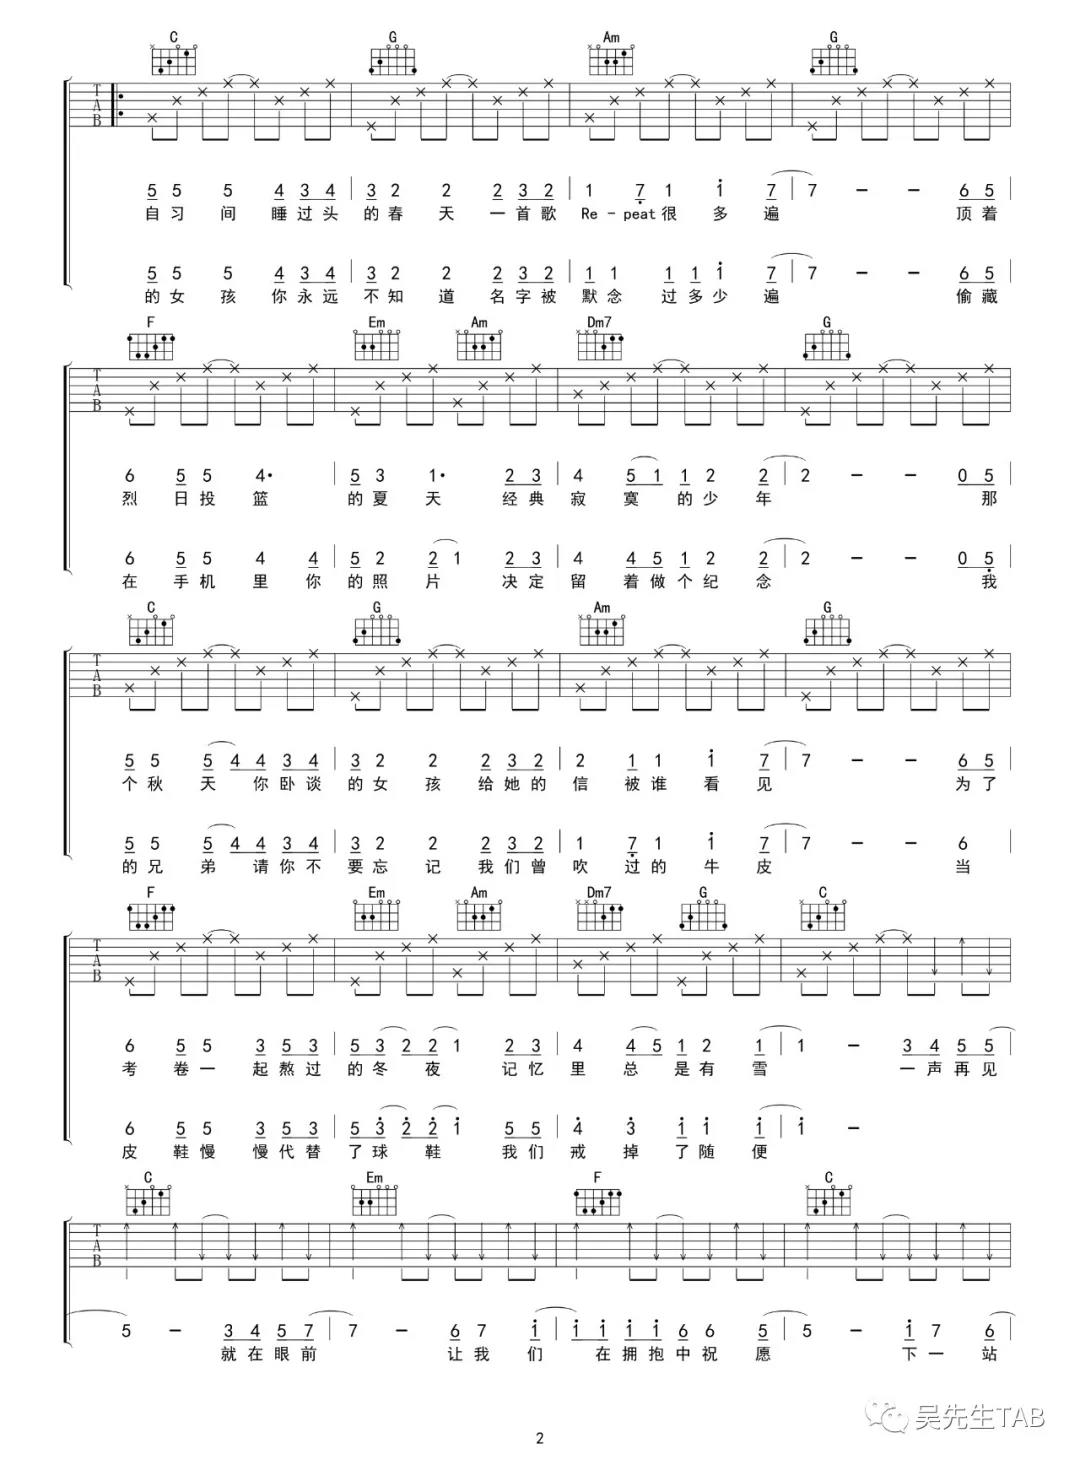 C G Am G
T A B
5 5 5 4 3 4 | 3 2 2 2 3 2 | 1 7 1 i 7 | 7 – – 6 5 |
自习间睡过头的春天一首歌Re-peat很多遍 顶着
5 5 5 4 3 4 | 3 2 2 2 3 2 | 1 1 1 1 i 7 | 7 – – 6 5 |
的女孩你永远不知道名字被默念过多少遍 偷藏
F Em Am Dm7 G
T A B
6 5 5 4· | 5 3 1· 2 3 | 4 5 1 1 2 2 | 2 – – 0 5 |
烈日投篮的夏天经典寂寞的少年 那
6 5 5 4 4 | 5 2 2 1 2 3 | 4 4 5 1 2 2 | 2 – – 0 5 |
在手机里你的照片决定留着做个纪念 我
C G Am G
T A B
5 5 5 4 4 3 4 | 3 2 2 2 3 2 | 2 1 1 i 7 | 7 – – 6 5 |
个秋天你卧谈的女孩给她的信被谁看见 为了
5 5 5 4 4 3 4 | 3 2 2 2 3 2 | 1 7 1 i 7 | 7 – – 6 |
的兄弟请你不要忘记我们曾吹过的牛皮 当
F Em Am Dm7 G C
T A B
6 5 5 3 5 3 | 5 3 2 2 1 2 3 | 4 4 5 1 2 1 | 1 – 3 4 5 5 |
考卷一起熬过的冬夜记忆里总是有雪 一声再见
6 5 5 3 5 3 | 5 3 2 2 i 5 5 | 4 3 i i i | i –
皮鞋慢慢代替了球鞋我们戒掉了随便
C Em F C
T A B
5 – 3 4 5 7 | 7 – 6 7 i | i i i i 6 6 5 | 5 – i 7 6 |
就在眼前 让我们在拥抱中祝愿 下一站
吴先生TAB
2